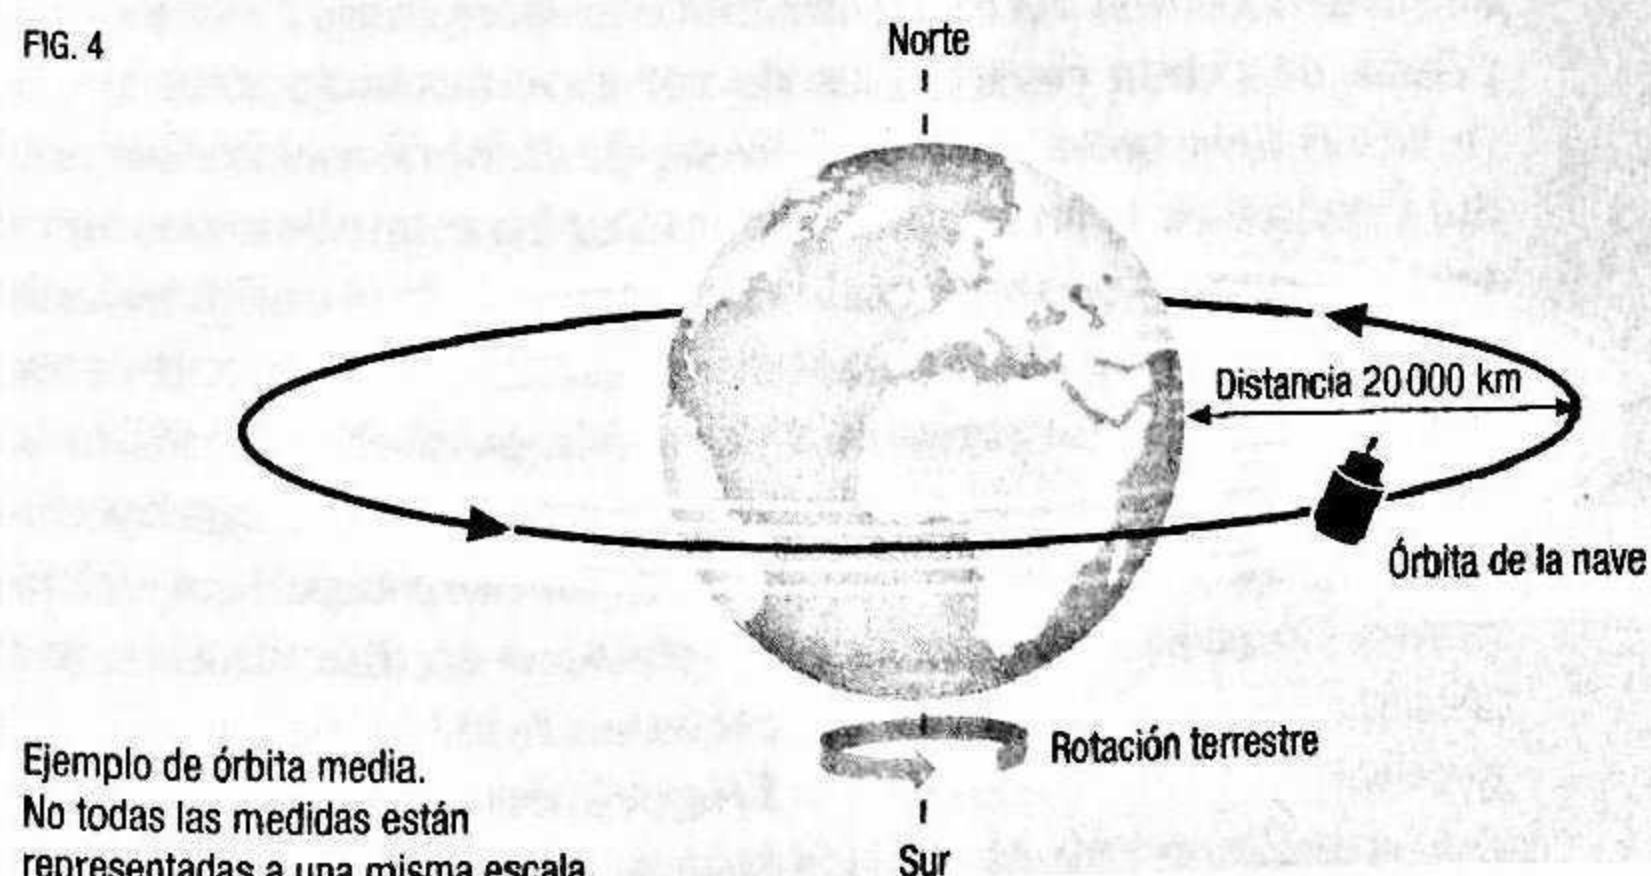 FIG. 4
Norte
Distancia 20 000 km
Órbita de la nave
Rotación terrestre
Ejemplo de órbita media.
No todas las medidas están
representadas a una misma escala.
Sur